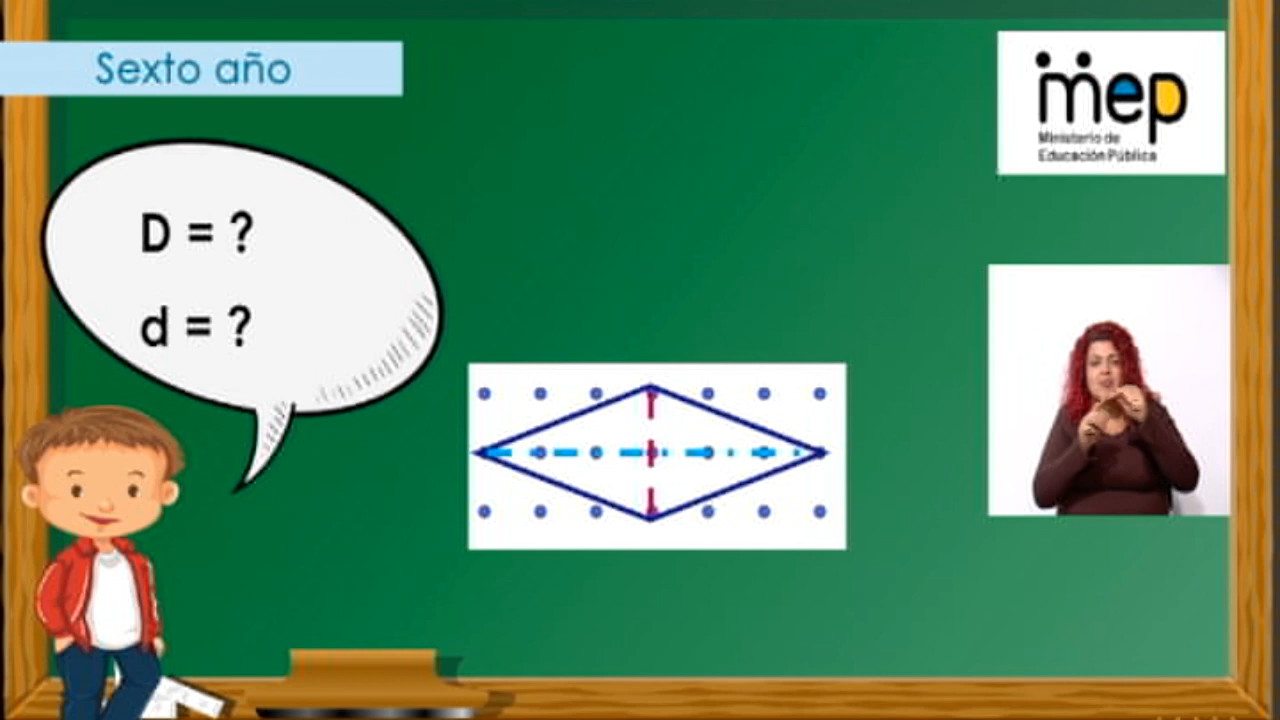 Sexto año
mep
Ministerio de
Educación Pública
D = ?
d = ?